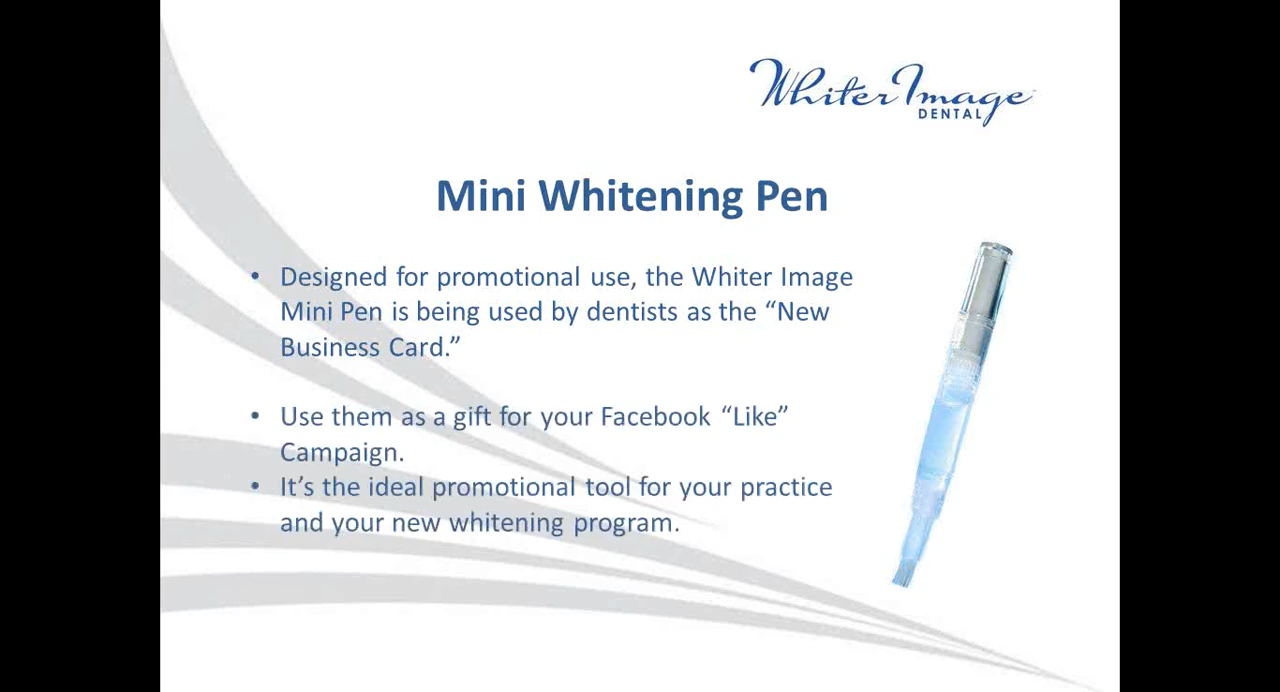 Whiter Image
DENTAL
Mini Whitening Pen
• Designed for promotional use, the Whiter Image
Mini Pen is being used by dentists as the “New
Business Card.”
• Use them as a gift for your Facebook “Like”
Campaign.
• It’s the ideal promotional tool for your practice
and your new whitening program.